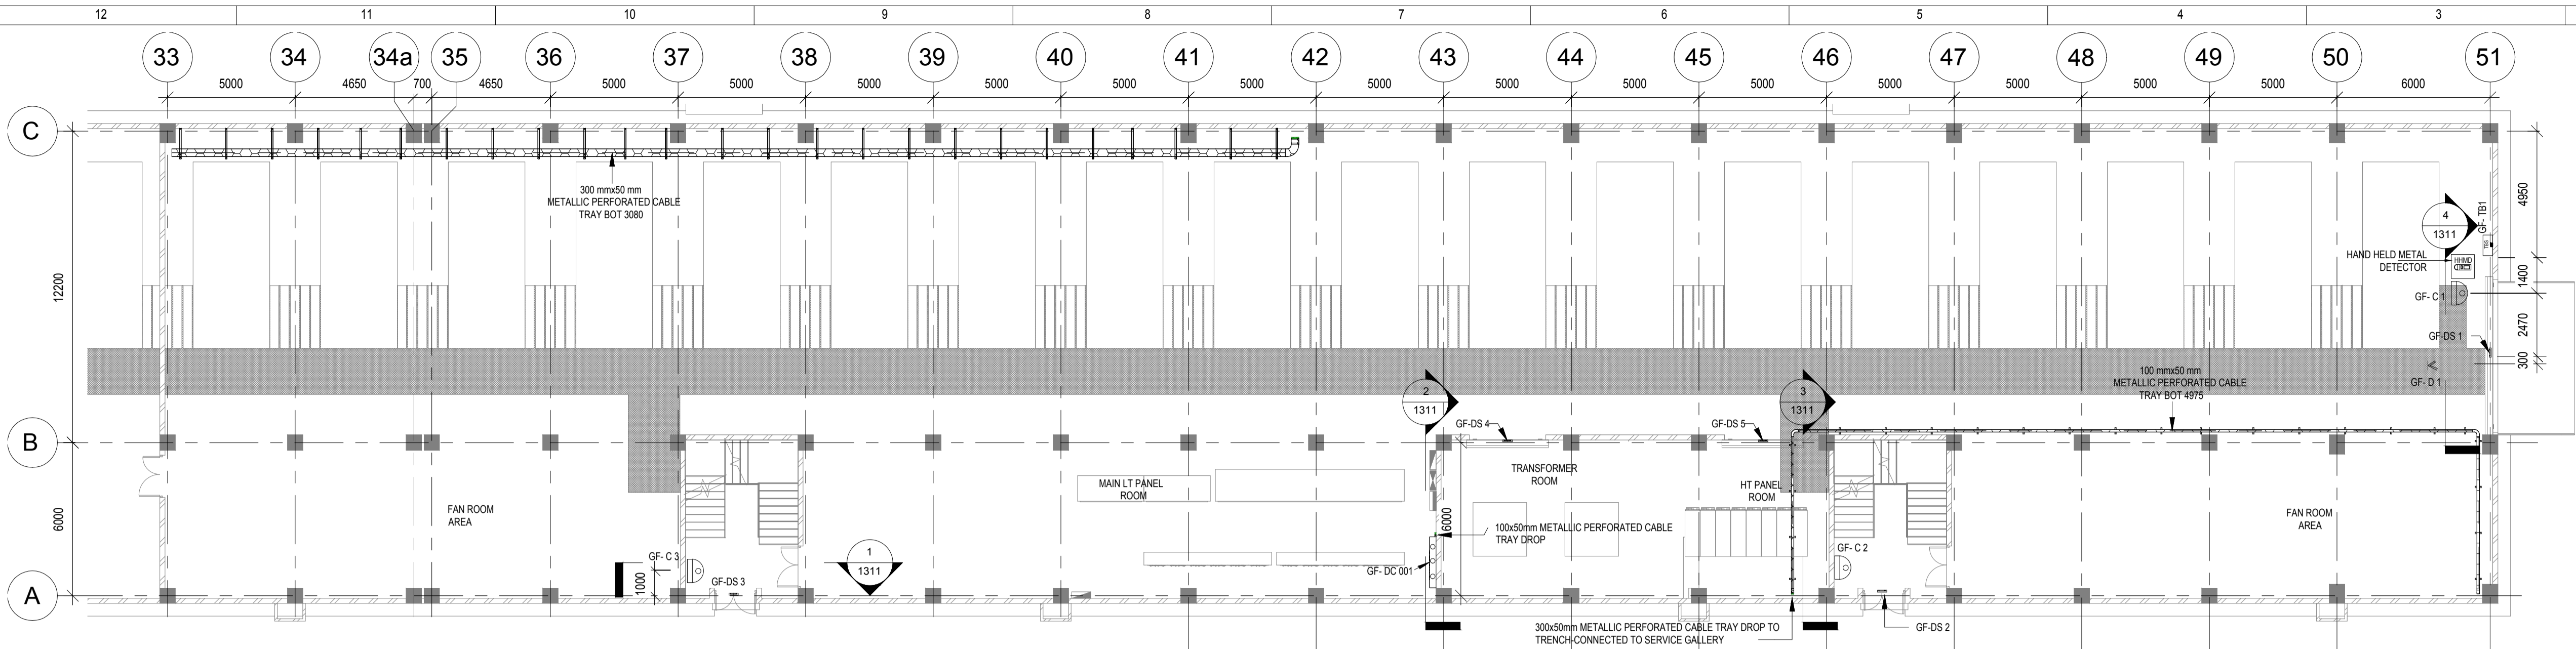 12 11 10 9 8 7 6 5 4 3
33 34 34a 35 36 37 38 39 40 41 42 43 44 45 46 47 48 49 50 51
5000 4650 700 4650 5000 5000 5000 5000 5000 5000 5000 5000 5000 5000 5000 5000 5000 5000 6000
C
300 mmx50 mm
METALLIC PERFORATED CABLE
TRAY BOT 3080
4950
GF- TB1
4
1311
TB5
HAND HELD METAL
DETECTOR
HHMD
1400
12200
GF- C 1
2470
GF-DS 1
300
GF- D 1
100 mmx50 mm
METALLIC PERFORATED CABLE
TRAY BOT 4975
2
1311
3
1311
GF-DS 4
GF-DS 5
B
TRANSFORMER
ROOM
MAIN LT PANEL
ROOM
HT PANEL
ROOM
FAN ROOM
AREA
FAN ROOM
AREA
6000
6000
100x50mm METALLIC PERFORATED CABLE
TRAY DROP
GF- C 3
GF- C 2
1
1311
GF- DC 001
1000
GF-DS 3
A
300x50mm METALLIC PERFORATED CABLE TRAY DROP TO
TRENCH-CONNECTED TO SERVICE GALLERY
GF-DS 2